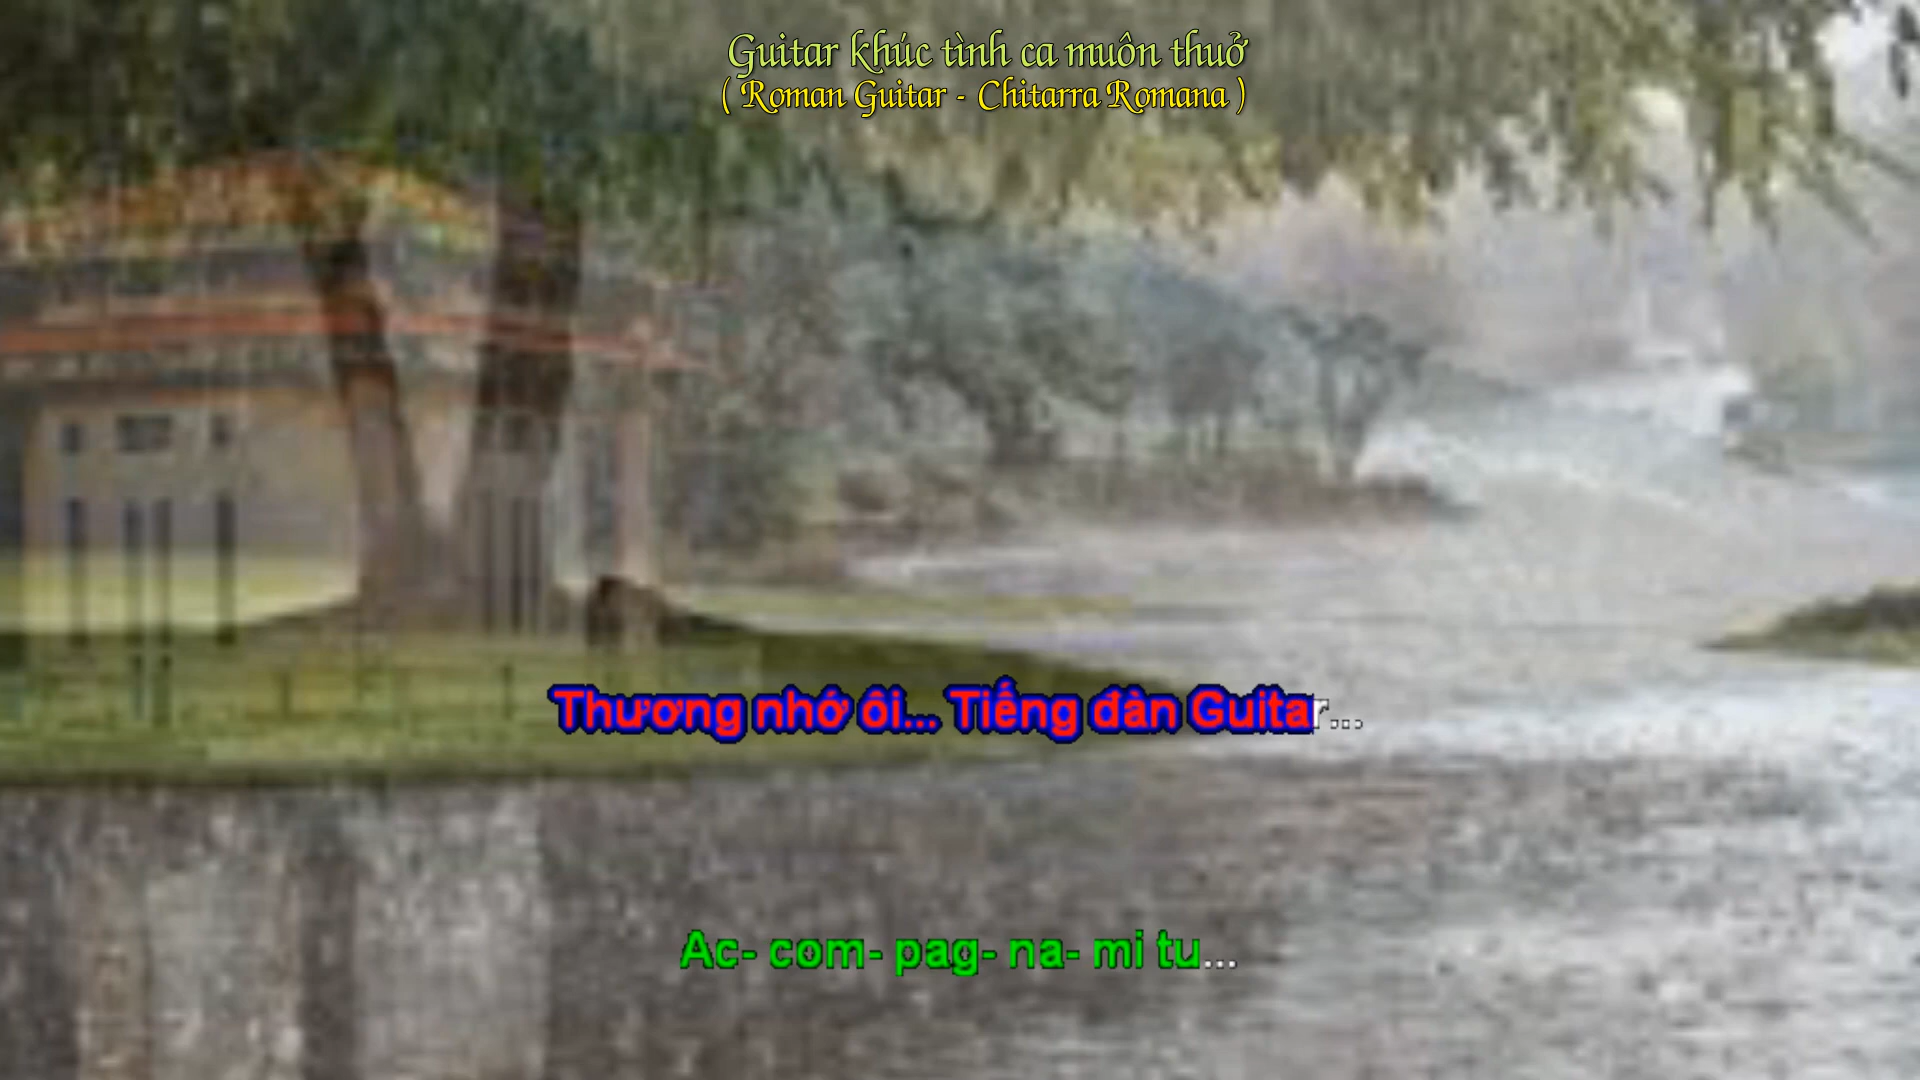 Guitar khúc tình ca muôn thuở
( Roman Guitar - Chitarra Romana )
Thương nhớ ôi... Tiếng đàn Guitar...
Ac- com- pag- na- mi tu...